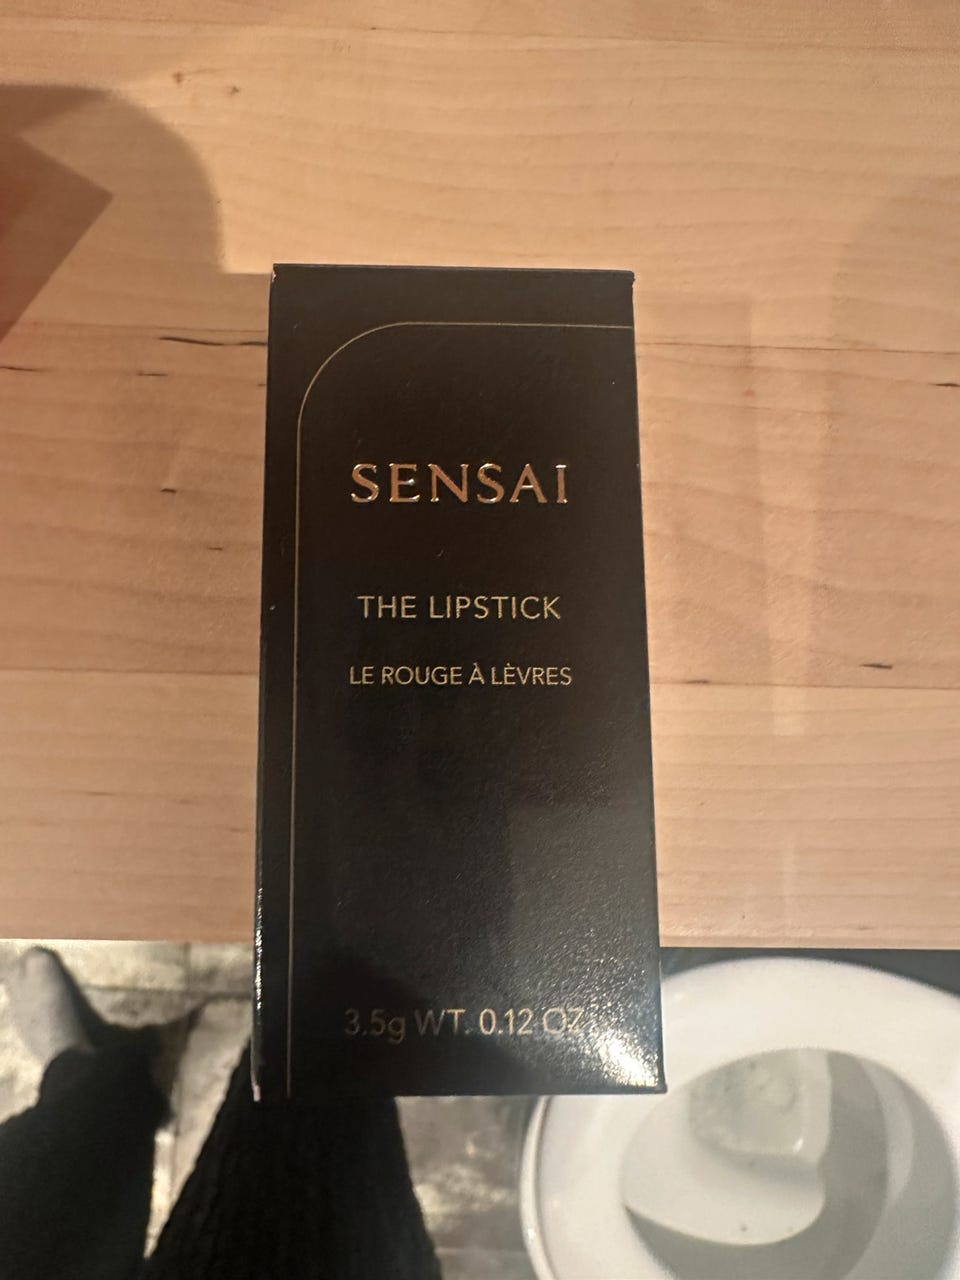 SENSAI
THE LIPSTICK
LE ROUGE À LÈVRES
3.5g WT. 0.12 OZ